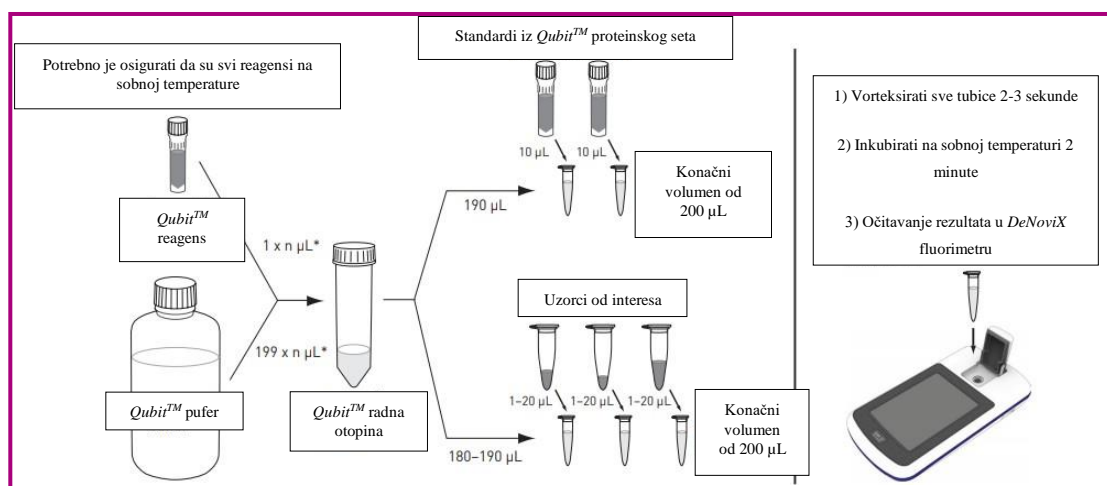 Potrebno je osigurati da su svi reagensi na
sobnoj temperature
Qubit™
reagens
1 x n µL*
199 x n µL*
Qubit™ pufer
Qubit™ radna
otopina
Standardi iz Qubit™ proteinskog seta
10 µL
10 µL
190 µL
Konačni
volumen od
200 µL
Uzorci od interesa
1–20 µL
1–20 µL
1–20 µL
180–190 µL
Konačni
volumen
od 200 µL
1) Vorteksirati sve tubice 2-3 sekunde
2) Inkubirati na sobnoj temperaturi 2
minute
3) Očitavanje rezultata u DeNoviX
fluorimetru